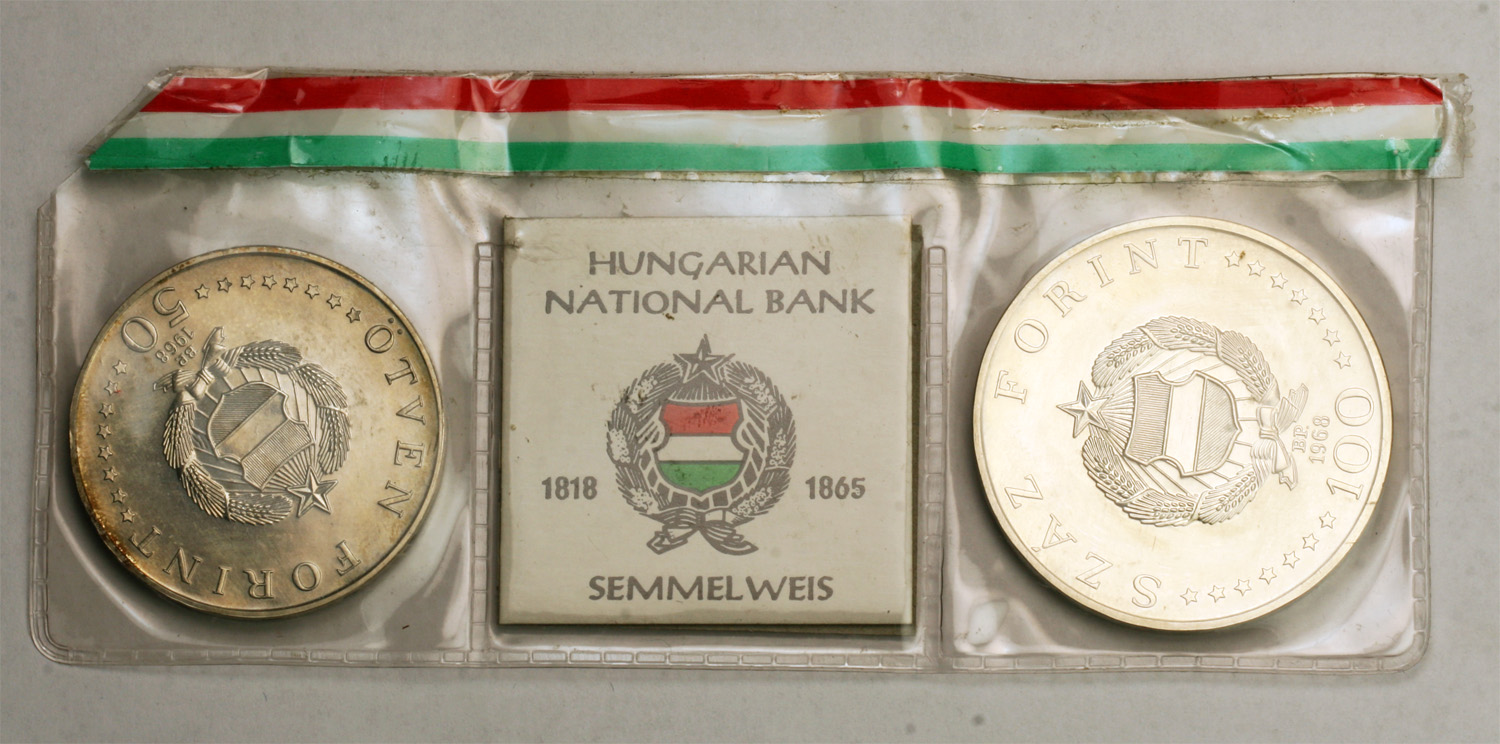 ÖTVEN FORINT
BP.
1968
50
HUNGARIAN
NATIONAL BANK
1818 1865
SEMMELWEIS
SZÁZ FORINT
BP.
1968
100